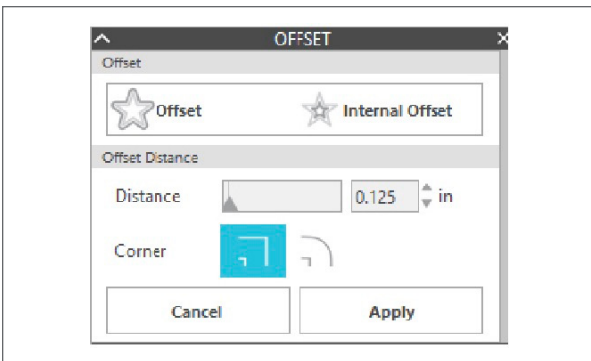 OFFSET
Offset
Offset Internal Offset
Offset Distance
Distance 0.125 in
Corner
Cancel Apply